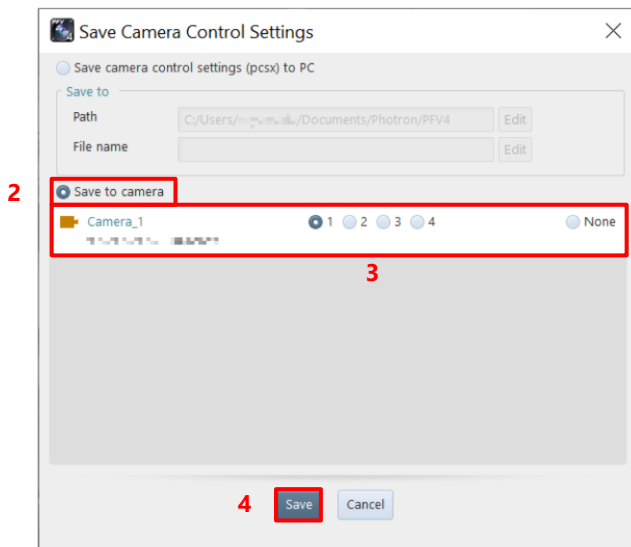 Save Camera Control Settings
Save camera control settings (pcsx) to PC
Save to
Path C:/Users/ /Documents/Photron/PFV4 Edit
File name Edit
2 Save to camera
Camera_1 1 2 3 4 None
3
4 Save Cancel